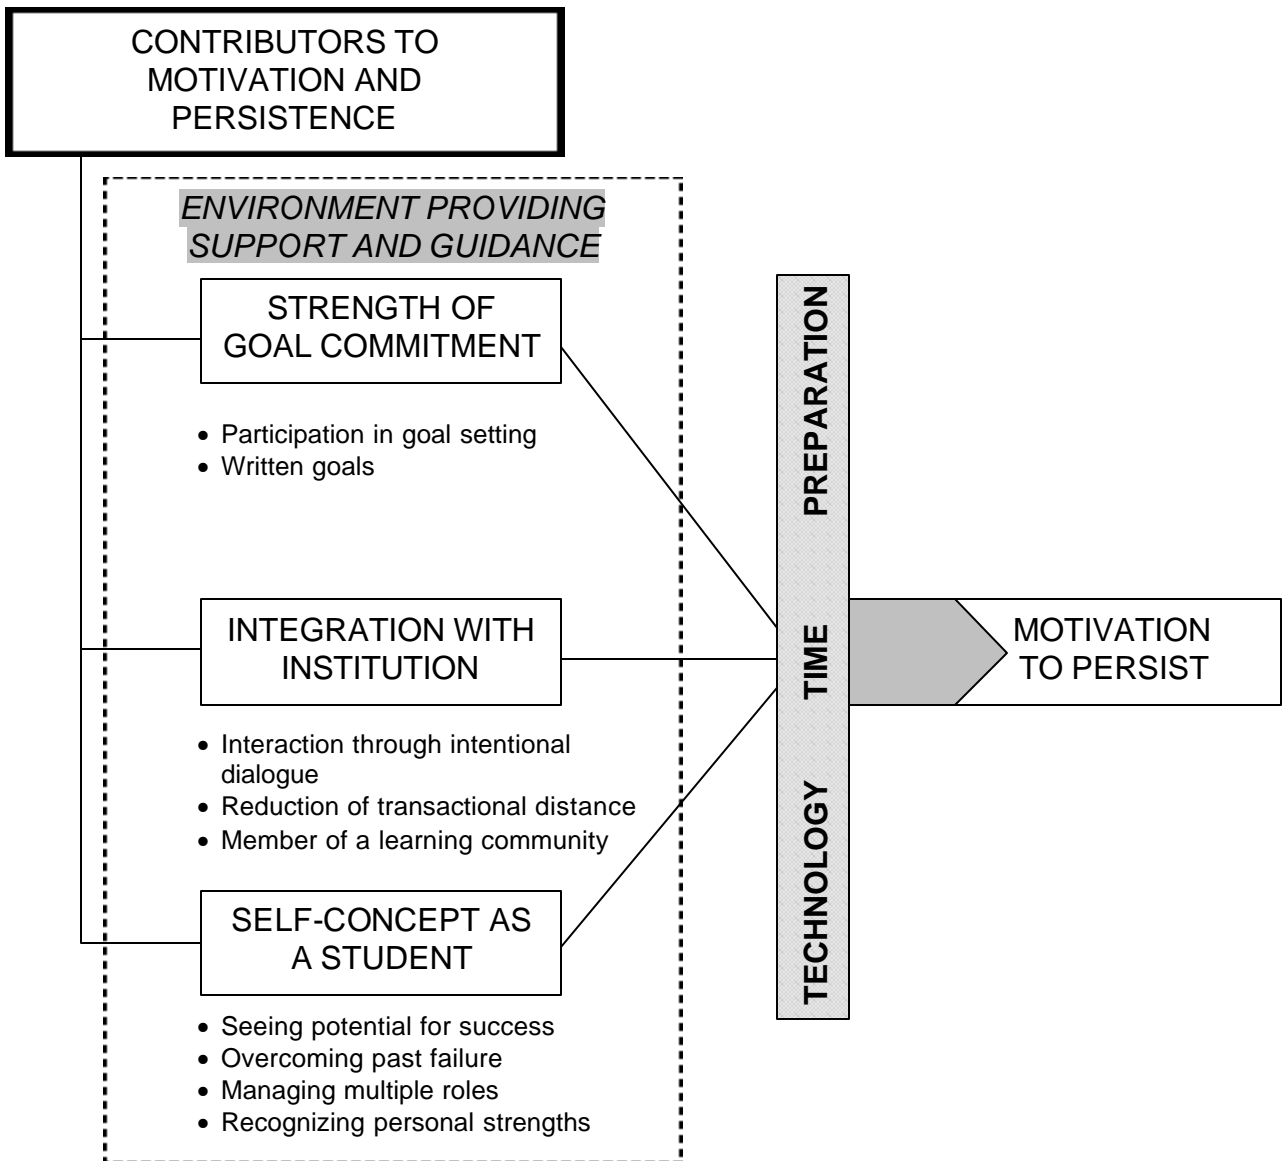 CONTRIBUTORS TO
MOTIVATION AND
PERSISTENCE
ENVIRONMENT PROVIDING
SUPPORT AND GUIDANCE
STRENGTH OF
GOAL COMMITMENT
• Participation in goal setting
• Written goals
INTEGRATION WITH
INSTITUTION
• Interaction through intentional
dialogue
• Reduction of transactional distance
• Member of a learning community
SELF-CONCEPT AS
A STUDENT
• Seeing potential for success
• Overcoming past failure
• Managing multiple roles
• Recognizing personal strengths
TECHNOLOGY TIME PREPARATION
MOTIVATION
TO PERSIST